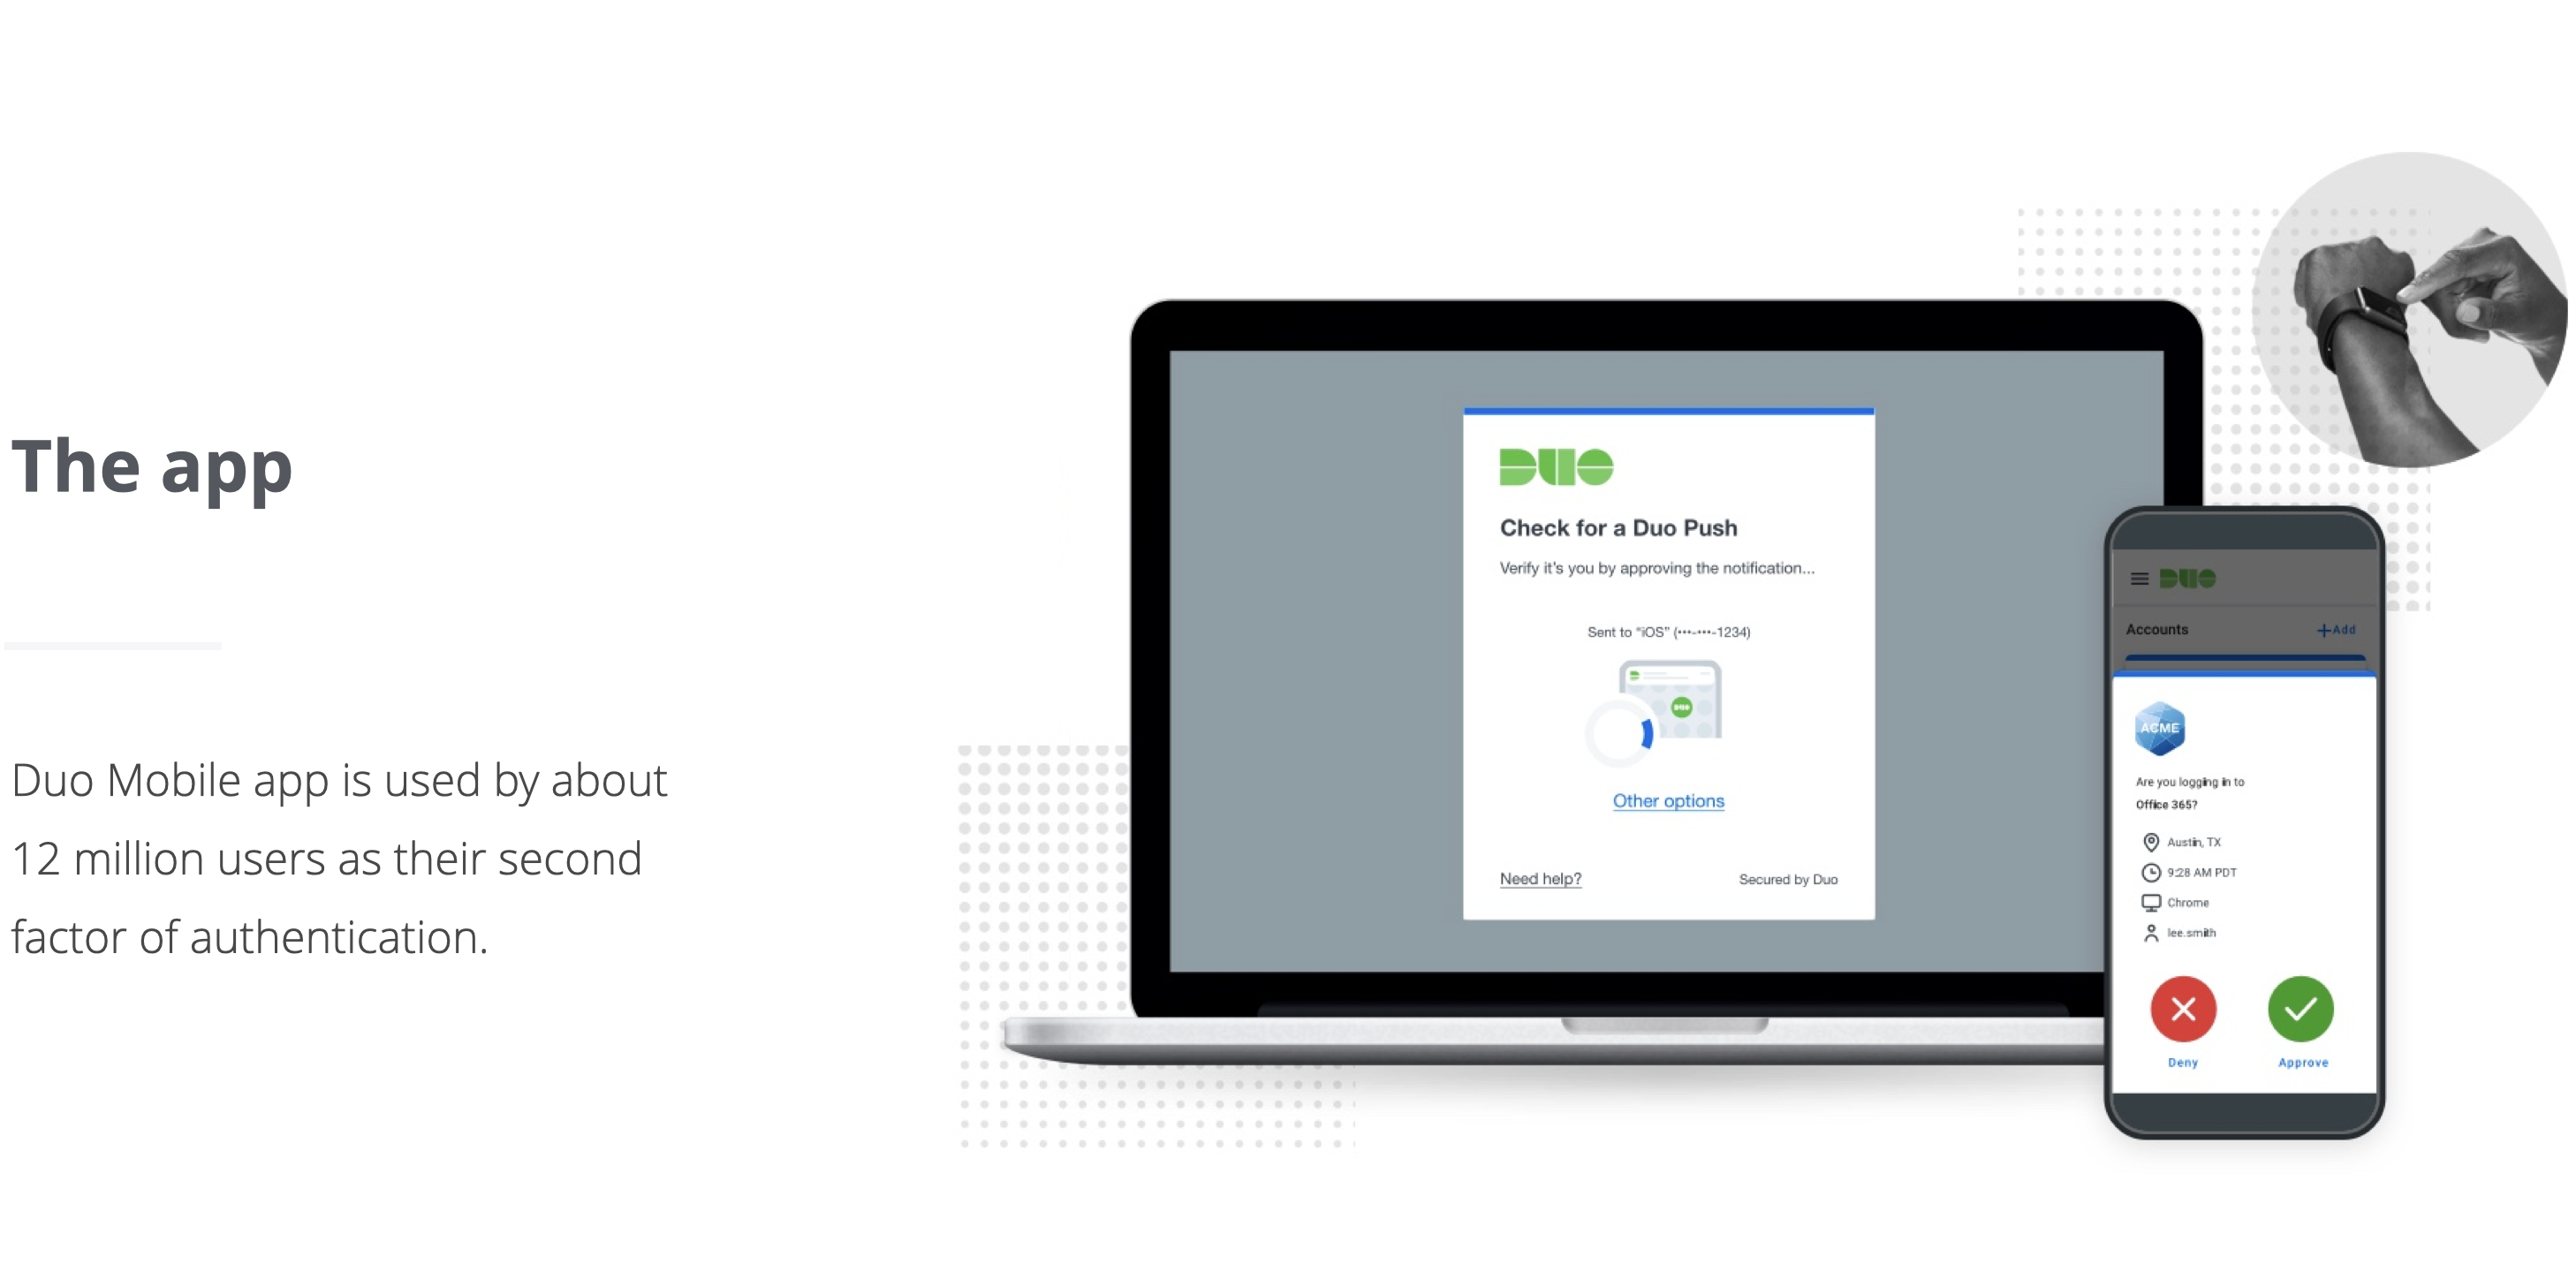 The app
Duo Mobile app is used by about
12 million users as their second
factor of authentication.
DUO
Check for a Duo Push
Verify it's you by approving the notification...
Sent to “iOS” (•••-•••-1234)
DUO
Other options
Need help?
Secured by Duo
DUO
Accounts
+Add
ACME
Are you logging in to
Office 365?
Austin, TX
9:28 AM PDT
Chrome
lee.smith
Deny
Approve